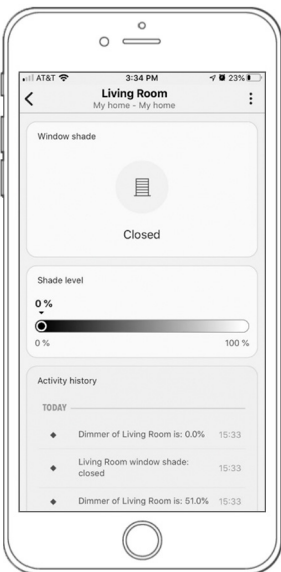 AT&T 3:34 PM 23%
Living Room
My home - My home
Window shade
Closed
Shade level
0 %
0 % 100 %
Activity history
TODAY
Dimmer of Living Room is: 0.0% 15:33
Living Room window shade:
closed 15:33
Dimmer of Living Room is: 51.0% 15:33